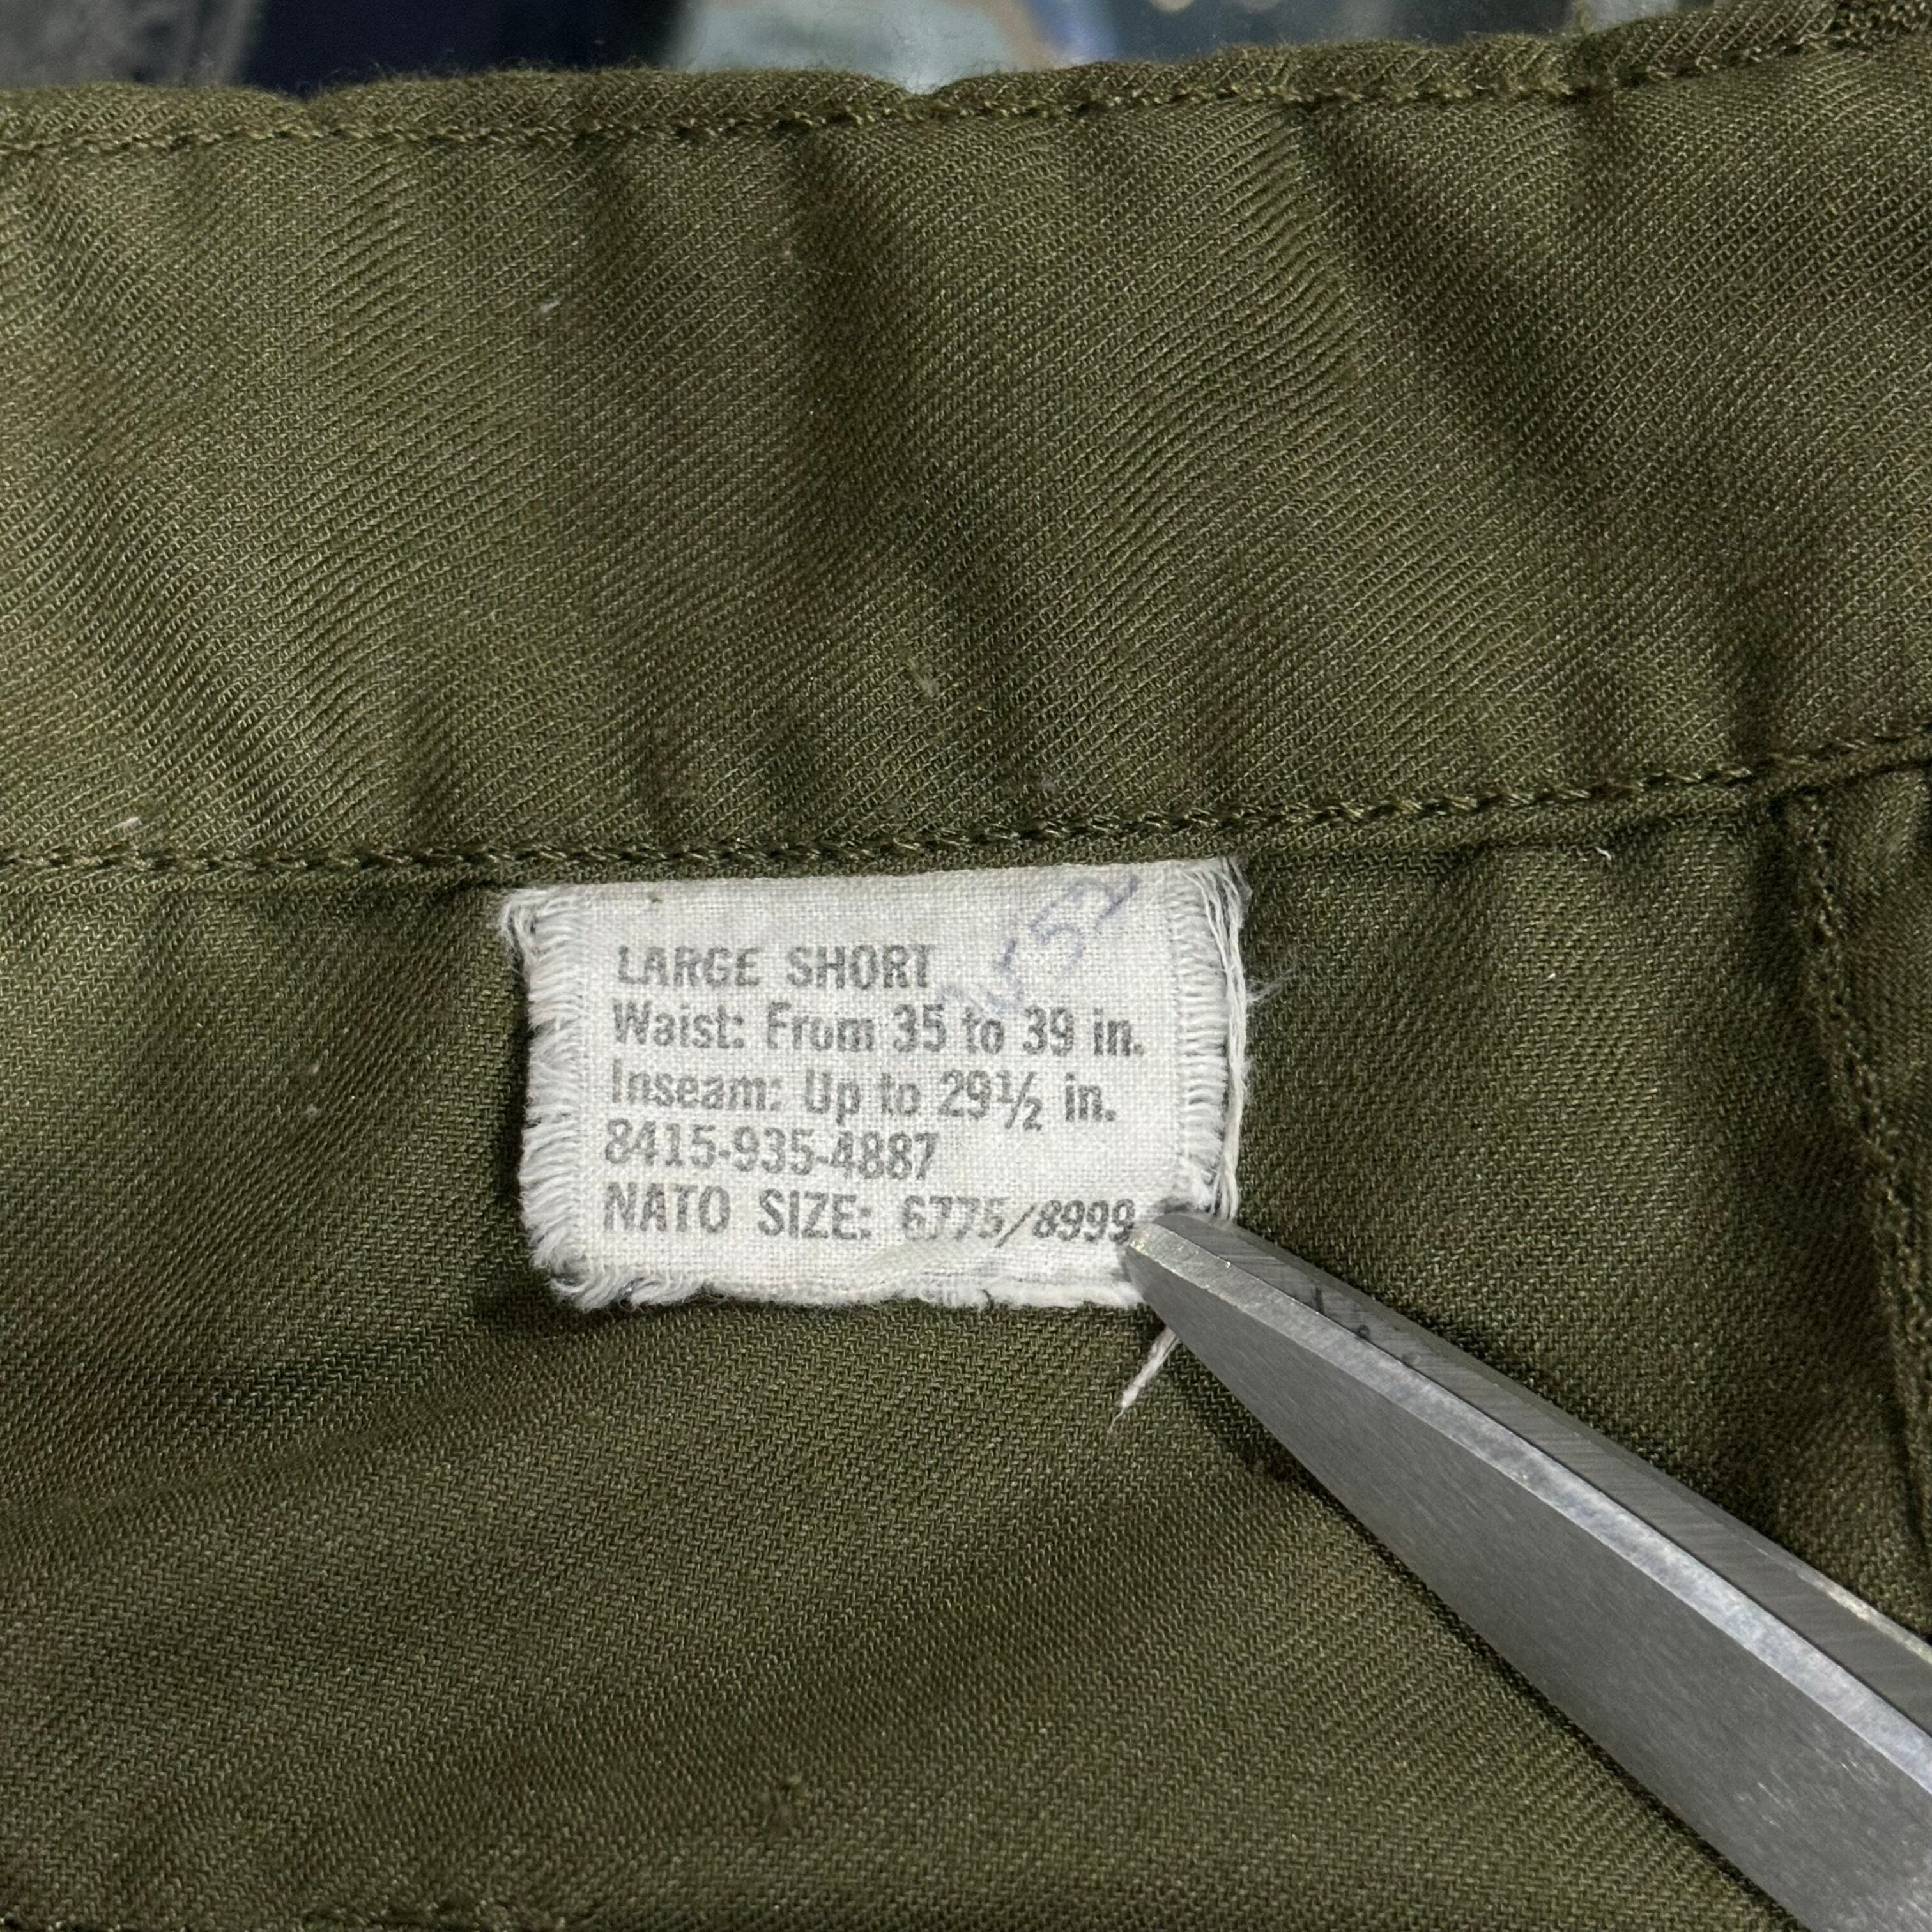 LARGE SHORT
Waist: From 35 to 39 in.
Inseam: Up to 29½ in.
8415-935-4887
NATO SIZE: 6775/8999